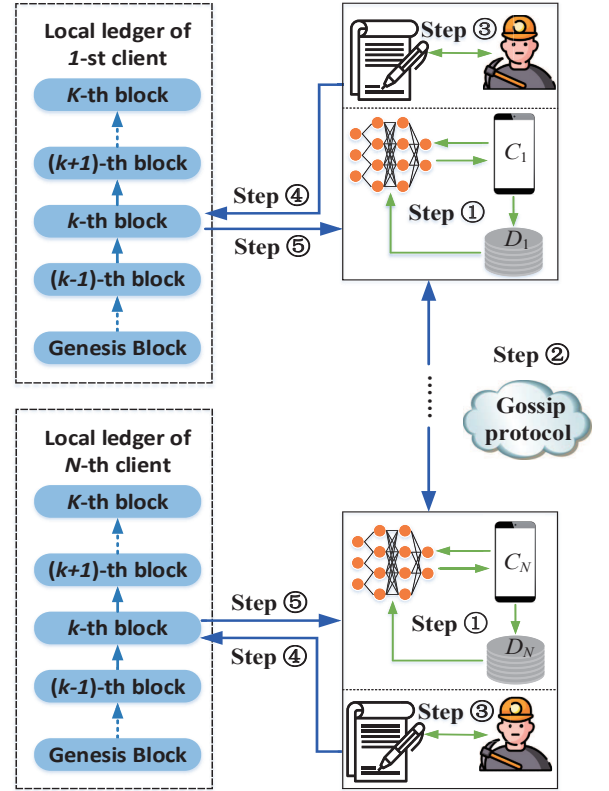 Local ledger of
1-st client
K-th block
(k+1)-th block
k-th block
(k-1)-th block
Genesis Block
Step ③
C1
Step ①
D1
Step ④
Step ⑤
Step ②
Gossip
protocol
Local ledger of
N-th client
K-th block
(k+1)-th block
k-th block
(k-1)-th block
Genesis Block
Step ⑤
Step ④
CN
Step ①
DN
Step ③